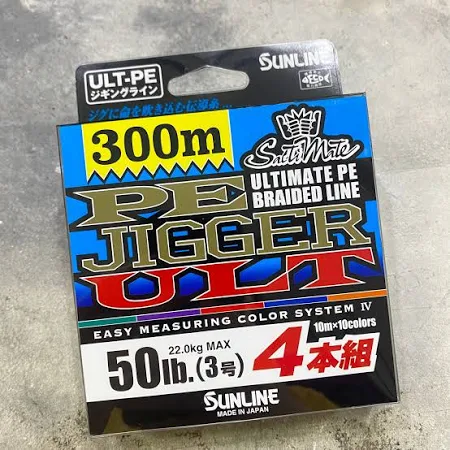 ULT-PE
ジギングライン
SUNLINE
ジグに命を吹き込む伝導糸…
300m
SaltiMate
ULTIMATE PE
BRAIDED LINE
PE
JIGGER
ULT
EASY MEASURING COLOR SYSTEM IV
10m×10colors
22.0kg MAX
50lb.(3号)
4本組
SUNLINE
MADE IN JAPAN